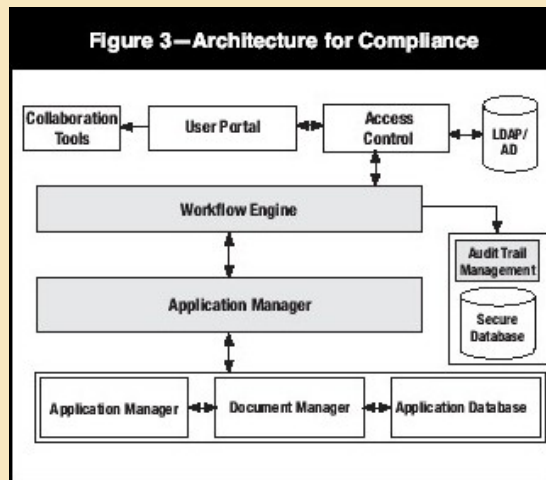 Figure 3—Architecture for Compliance
Collaboration
Tools
User Portal
Access
Control
LDAP/
AD
Workflow Engine
Audit Trail
Management
Application Manager
Secure
Database
Application Manager
Document Manager
Application Database